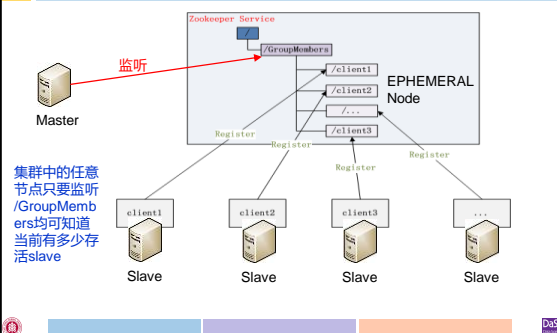 Zookeeper Service
/
/GroupMembers
监听
/client1
/client2
/...
/client3
EPHEMERAL
Node
Master
Register
Register
Register
Register
集群中的任意
节点只要监听
/GroupMemb
ers均可知道
当前有多少存
活slave
client1
client2
client3
...
Slave
Slave
Slave
Slave
DaS